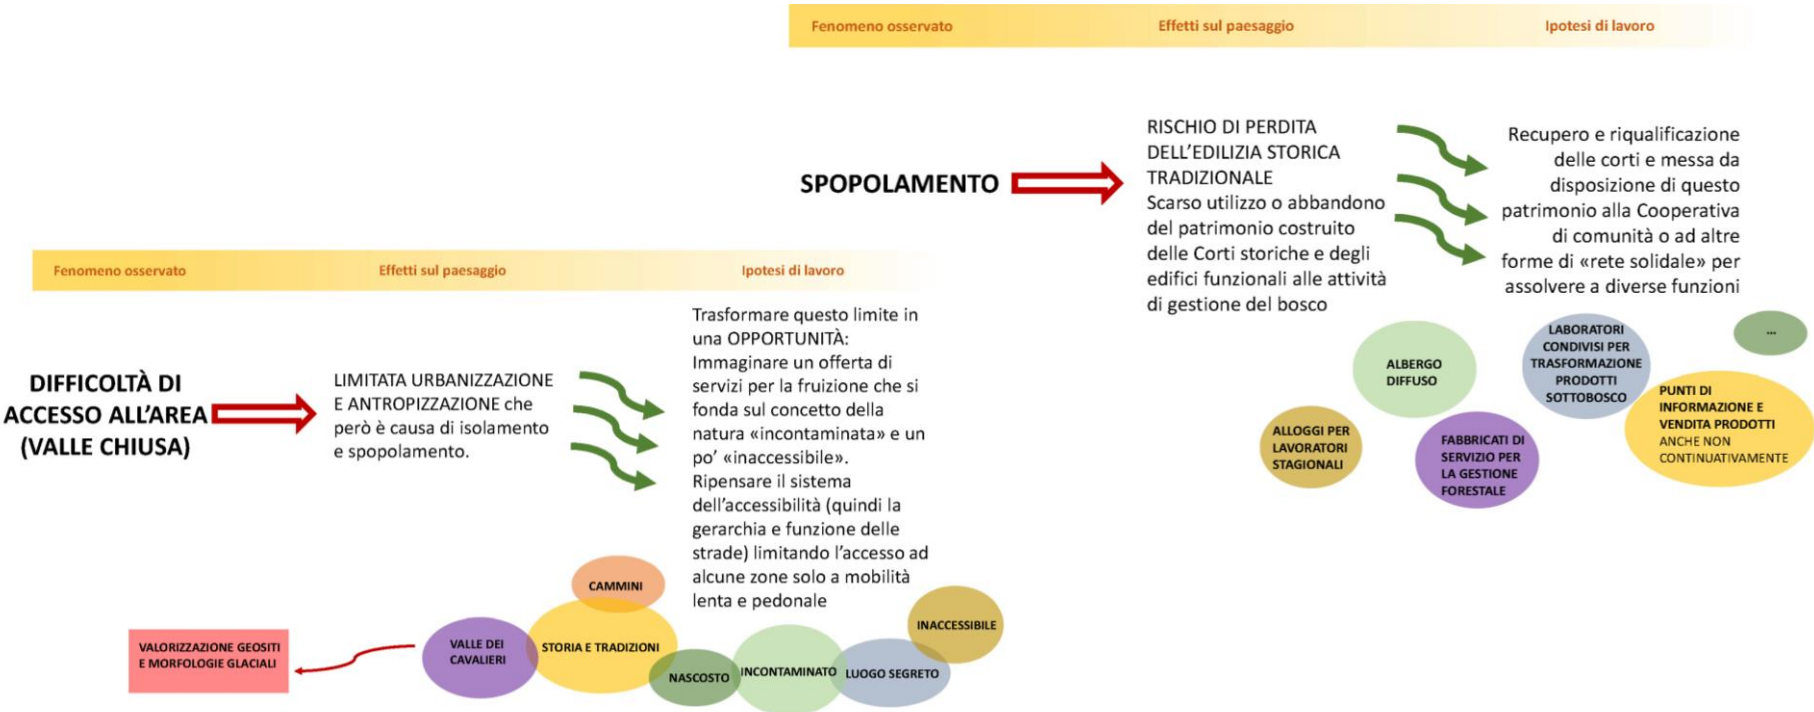 Fenomeno osservato
Effetti sul paesaggio
Ipotesi di lavoro
SPOPOLAMENTO
RISCHIO DI PERDITA
DELL’EDILIZIA STORICA
TRADIZIONALE
Scarso utilizzo o abbandono
del patrimonio costruito
delle Corti storiche e degli
edifici funzionali alle attività
di gestione del bosco
Recupero e riqualificazione
delle corti e messa da
disposizione di questo
patrimonio alla Cooperativa
di comunità o ad altre
forme di «rete solidale» per
assolvere a diverse funzioni
ALLOGGI PER
LAVORATORI
STAGIONALI
ALBERGO
DIFFUSO
FABBRICATI DI
SERVIZIO PER
LA GESTIONE
FORESTALE
LABORATORI
CONDIVISI PER
TRASFORMAZIONE
PRODOTTI
SOTTOBOSCO
PUNTI DI
INFORMAZIONE E
VENDITA PRODOTTI
ANCHE NON
CONTINUATIVAMENTE
...
Fenomeno osservato
Effetti sul paesaggio
Ipotesi di lavoro
DIFFICOLTÀ DI
ACCESSO ALL’AREA
(VALLE CHIUSA)
LIMITATA URBANIZZAZIONE
E ANTROPIZZAZIONE che
però è causa di isolamento
e spopolamento.
Trasformare questo limite in
una OPPORTUNITÀ:
Immaginare un offerta di
servizi per la fruizione che si
fonda sul concetto della
natura «incontaminata» e un
po’ «inaccessibile».
Ripensare il sistema
dell’accessibilità (quindi la
gerarchia e funzione delle
strade) limitando l’accesso ad
alcune zone solo a mobilità
lenta e pedonale
VALORIZZAZIONE GEOSITI
E MORFOLOGIE GLACIALI
VALLE DEI
CAVALIERI
STORIA E TRADIZIONI
CAMMINI
NASCOSTO
INCONTAMINATO
LUOGO SEGRETO
INACCESSIBILE